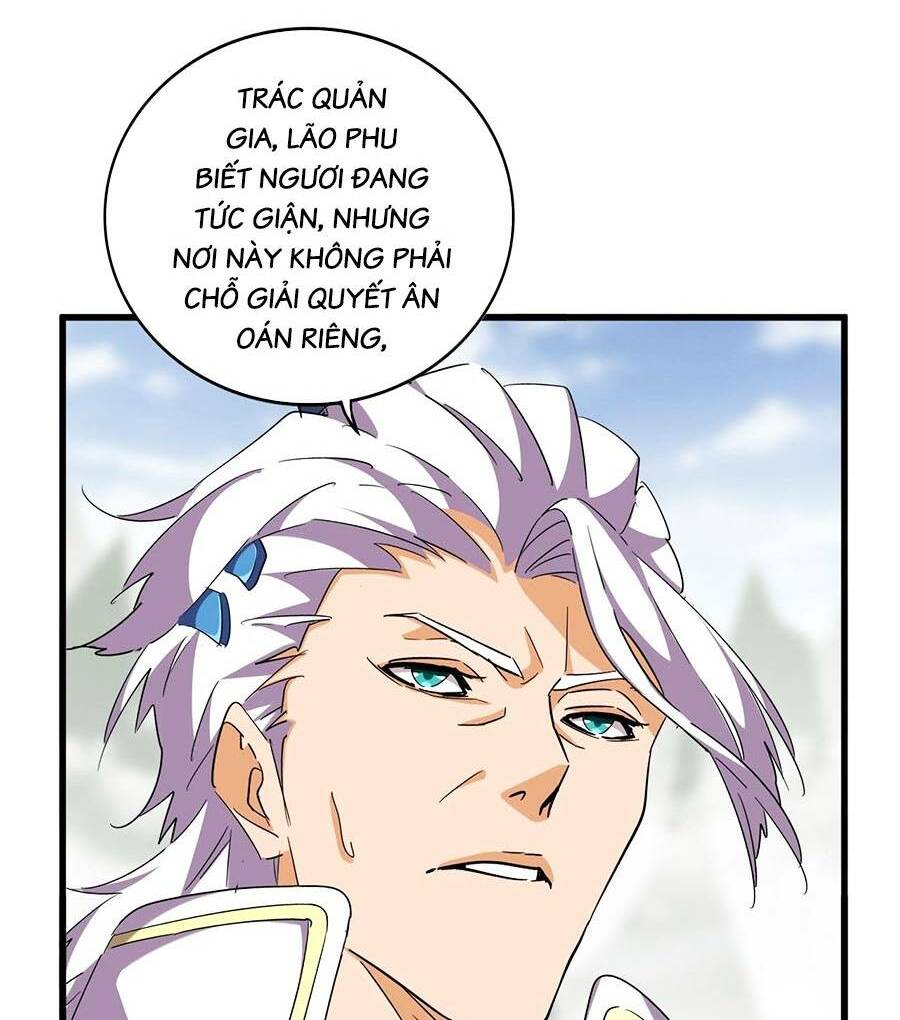 TRÁC QUẢN
GIA, LÃO PHU
BIẾT NGƯƠI ĐANG
TỨC GIẬN, NHƯNG
NƠI NÀY KHÔNG PHẢI
CHỖ GIẢI QUYẾT ÂN
OÁN RIÊNG,